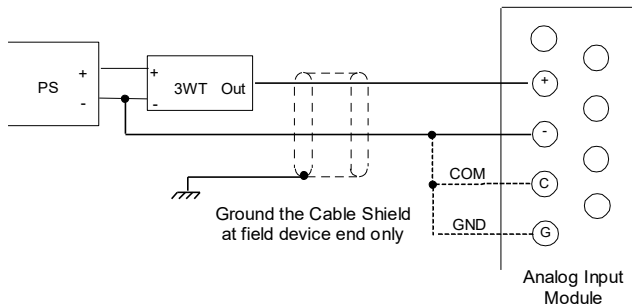 PS
+
-
+
-
3WT Out
+
-
COM
C
GND
G
Ground the Cable Shield
at field device end only
Analog Input
Module